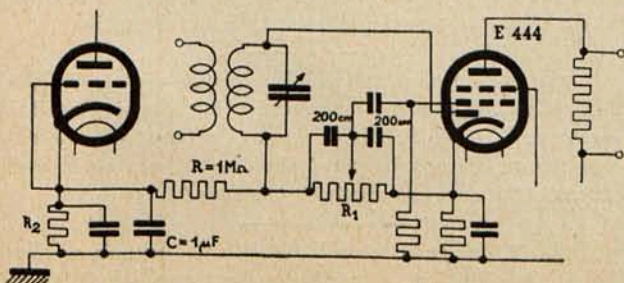 E 444
200cm
200cm
R=1MΩ
R₁
R₂
C=1µF